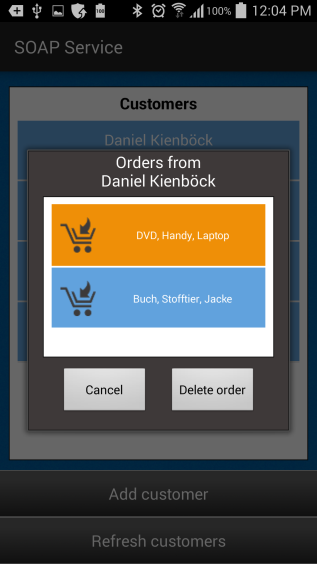 100%
12:04 PM
SOAP Service
Customers
Daniel Kienböck
Orders from
Daniel Kienböck
DVD, Handy, Laptop
Buch, Stofftier, Jacke
Cancel
Delete order
Add customer
Refresh customers